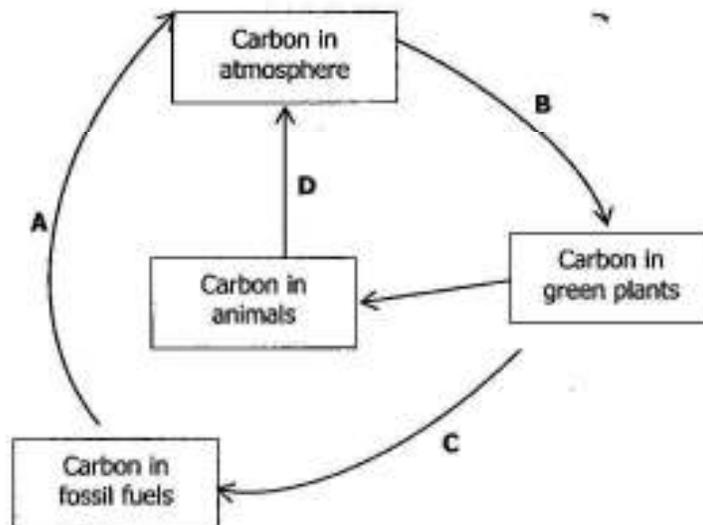 Carbon in
atmosphere
B
A
D
Carbon in
green plants
Carbon in
animals
C
Carbon in
fossil fuels